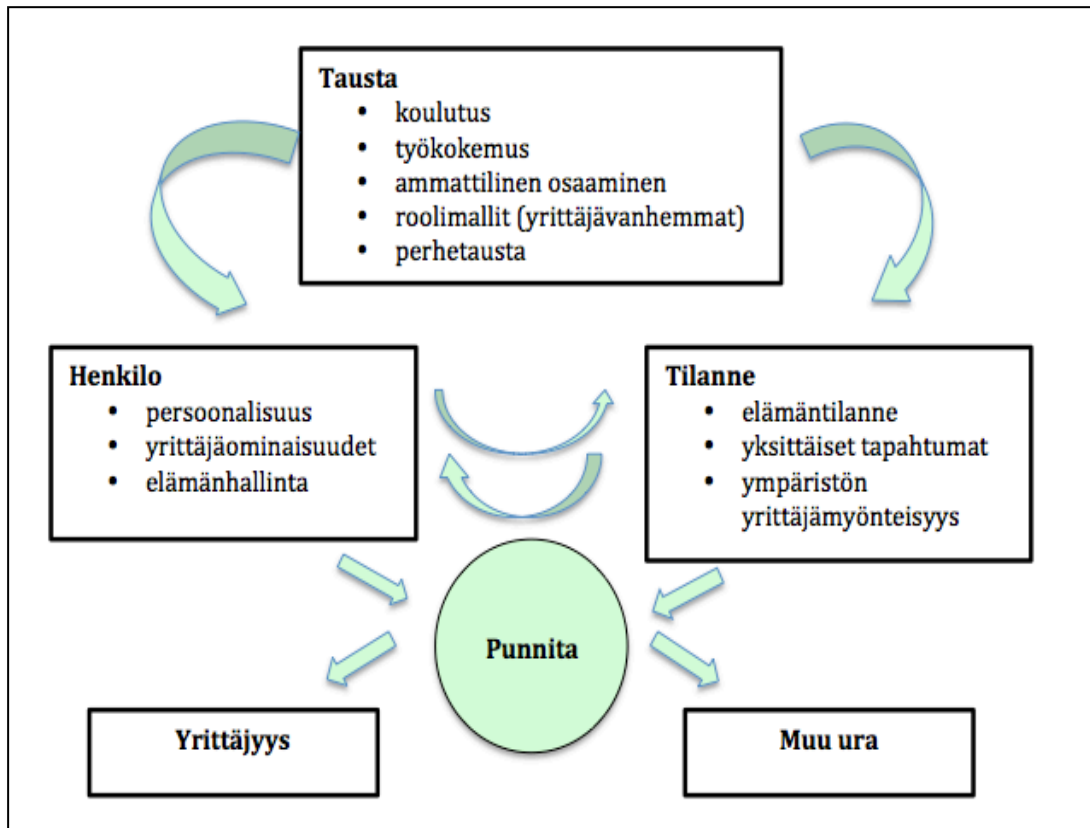 Tausta
• koulutus
• työkokemus
• ammattilinen osaaminen
• roolimallit (yrittäjävanhemmat)
• perhetausta
Henkilo
• persoonalisuus
• yrittäjäominaisuudet
• elämänhallinta
Tilanne
• elämäntilanne
• yksittäiset tapahtumat
• ympäristön
yrittäjämyönteisyys
Punnita
Yrittäjyys
Muu ura